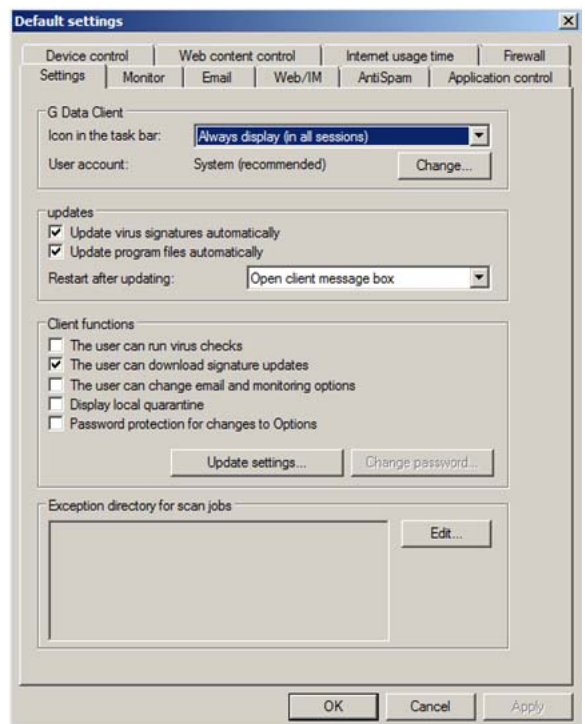 Default settings
Device control Web content control Internet usage time Firewall
Settings Monitor Email Web/IM AntiSpam Application control
G Data Client
Icon in the task bar: Always display (in all sessions)
User account: System (recommended) Change...
updates
Update virus signatures automatically
Update program files automatically
Restart after updating: Open client message box
Client functions
The user can run virus checks
The user can download signature updates
The user can change email and monitoring options
Display local quarantine
Password protection for changes to Options
Update settings... Change password...
Exception directory for scan jobs
Edit...
OK Cancel Apply